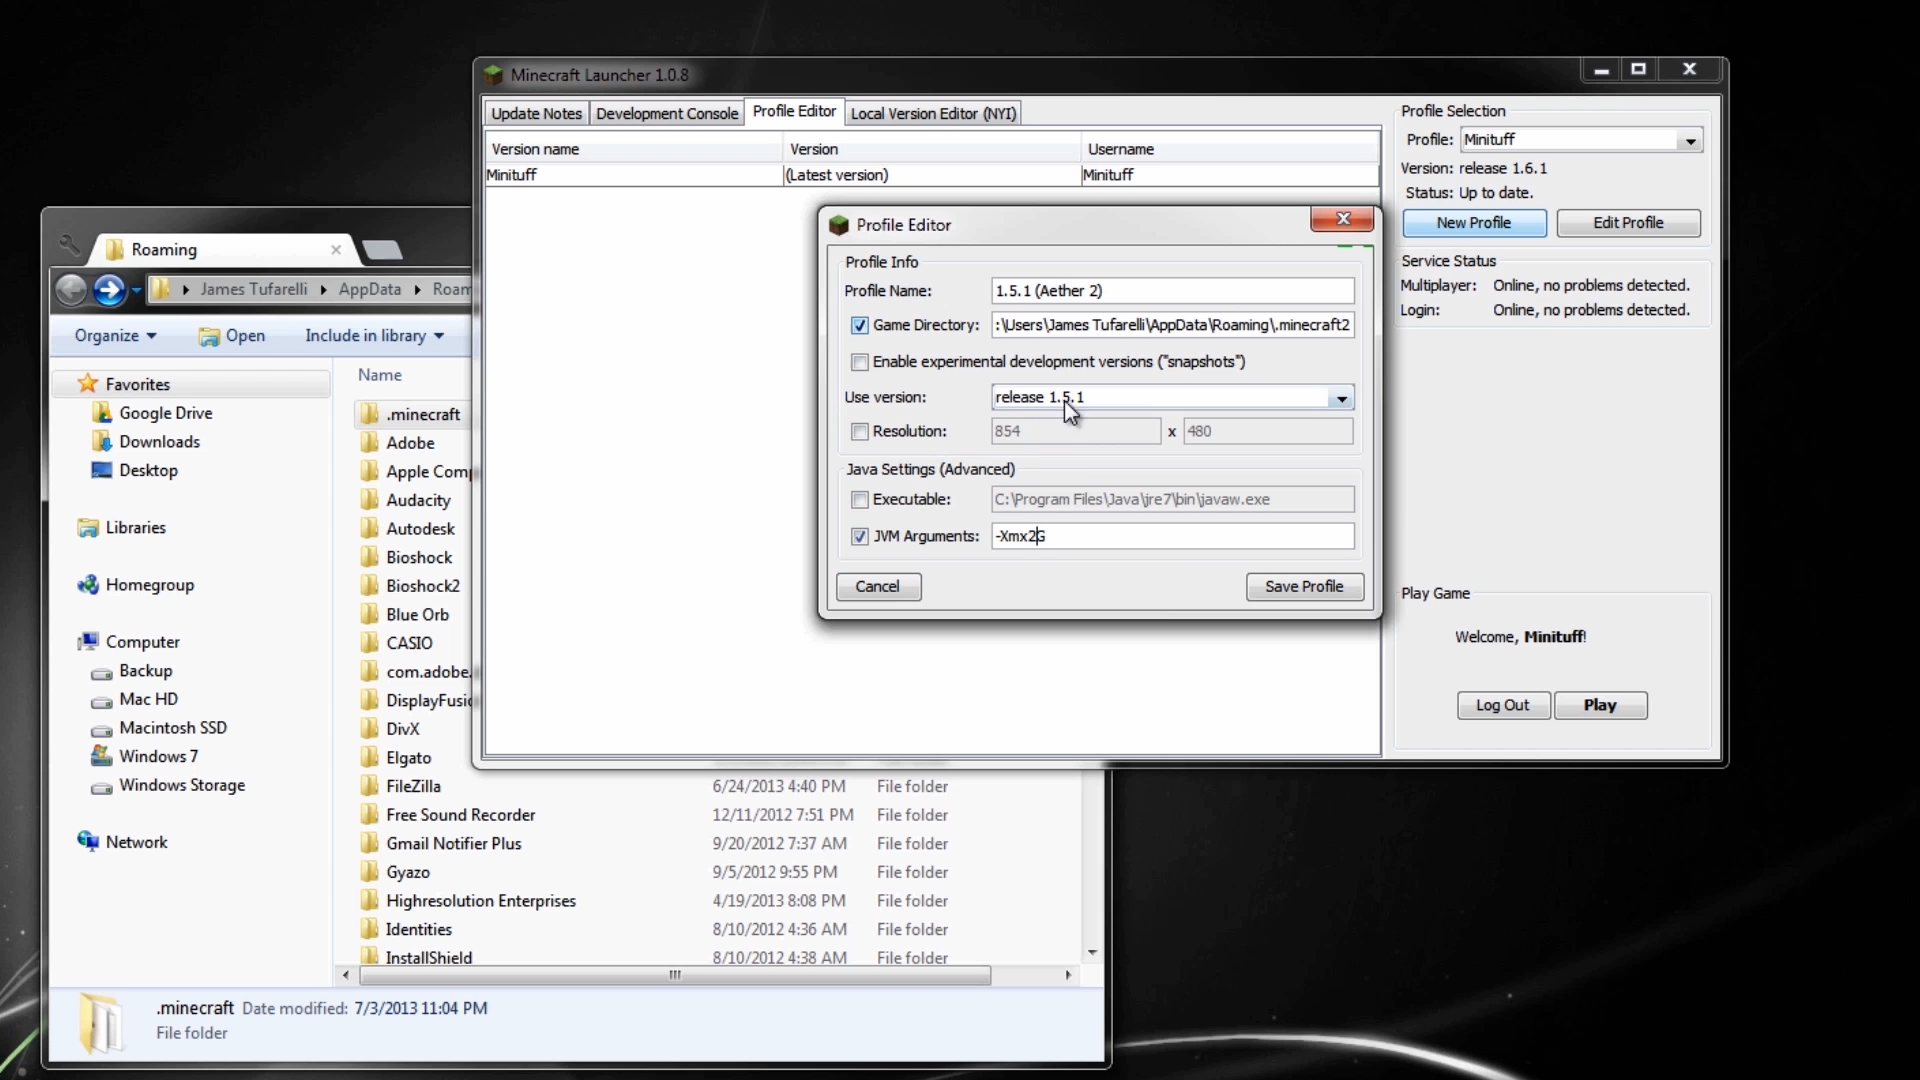 Minecraft Launcher 1.0.8
Update Notes
Development Console
Profile Editor
Local Version Editor (NYI)
Version name Version Username
Minituff (Latest version) Minituff
Profile Selection
Profile: Minituff
Version: release 1.6.1
Status: Up to date.
New Profile Edit Profile
Service Status
Multiplayer: Online, no problems detected.
Login: Online, no problems detected.
Play Game
Welcome, Minituff!
Log Out Play
Profile Editor
Profile Info
Profile Name: 1.5.1 (Aether 2)
Game Directory: :\Users\James Tufarelli\AppData\Roaming\.minecraft2
Enable experimental development versions ("snapshots")
Use version: release 1.5.1
Resolution: 854 x 480
Java Settings (Advanced)
Executable: C:\Program Files\Java\jre7\bin\javaw.exe
JVM Arguments: -Xmx2G
Cancel Save Profile
Roaming
James Tufarelli AppData Roam
Organize Open Include in library
Favorites
Google Drive
Downloads
Desktop
Libraries
Homegroup
Computer
Backup
Mac HD
Macintosh SSD
Windows 7
Windows Storage
Network
Name
.minecraft
Adobe
Apple Comp
Audacity
Autodesk
Bioshock
Bioshock2
Blue Orb
CASIO
com.adobe.
DisplayFusio
DivX
Elgato
FileZilla 6/24/2013 4:40 PM File folder
Free Sound Recorder 12/11/2012 7:51 PM File folder
Gmail Notifier Plus 9/20/2012 7:37 AM File folder
Gyazo 9/5/2012 9:55 PM File folder
Highresolution Enterprises 4/19/2013 8:08 PM File folder
Identities 8/10/2012 4:36 AM File folder
InstallShield 8/10/2012 4:38 AM File folder
.minecraft Date modified: 7/3/2013 11:04 PM
File folder